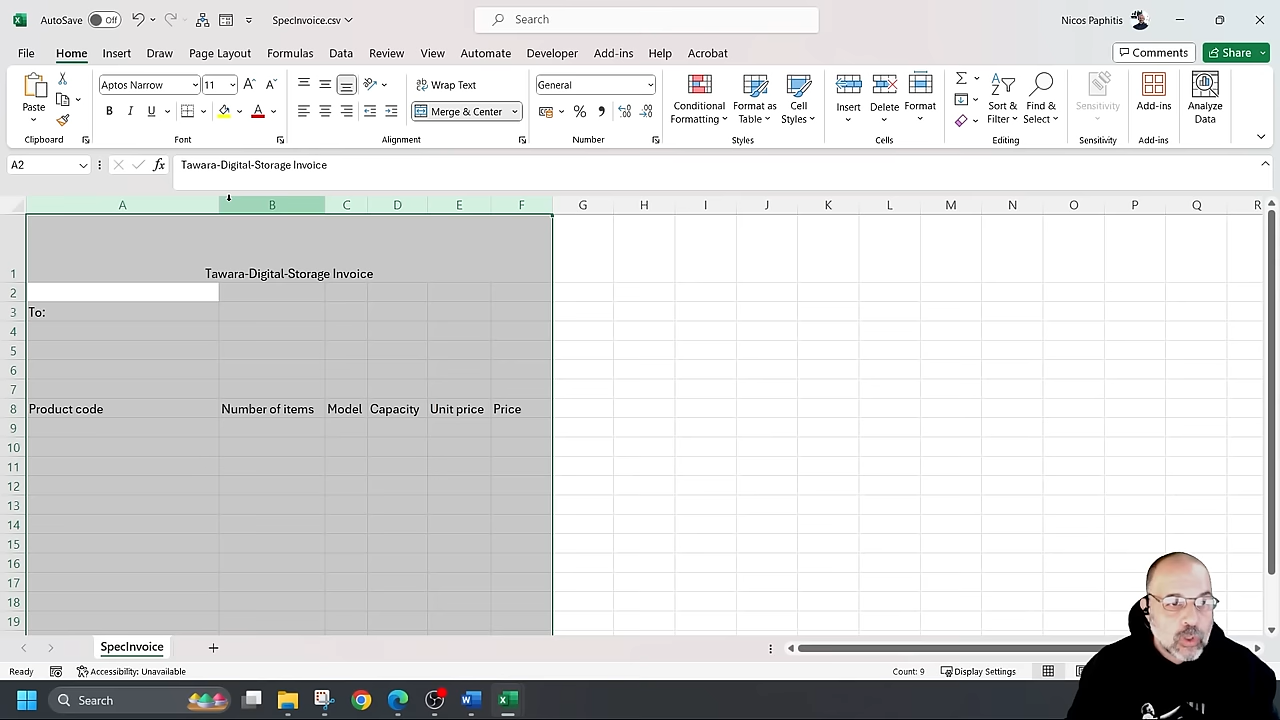 AutoSave Off SpecInvoice.csv Search Nicos Paphitis
File Home Insert Draw Page Layout Formulas Data Review View Automate Developer Add-ins Help Acrobat Comments Share
Paste Aptos Narrow 11 B I U A Wrap Text Merge & Center General
Conditional Formatting Format as Table Cell Styles Insert Delete Format Sort & Filter Find & Select Sensitivity Add-ins Analyze Data
Clipboard Font Alignment Number Styles Cells Editing Sensitivity Add-ins
A2 fx Tawara-Digital-Storage Invoice
A B C D E F G H I J K L M N O P Q R
1 Tawara-Digital-Storage Invoice
2
3 To:
4
5
6
7
8 Product code Number of items Model Capacity Unit price Price
9
10
11
12
13
14
15
16
17
18
19
SpecInvoice
Ready Accessibility: Unavailable Count: 9 Display Settings
Search